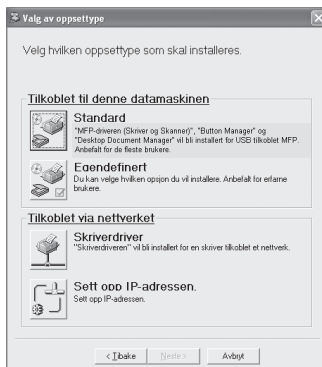 Valg av oppsettype
Velg hvilken oppsettype som skal installeres.
Tilkoblet til denne datamaskinen
Standard
"MFP-driveren (Skriver og Skanner)", "Button Manager" og
"Desktop Document Manager" vil bli installert for USB tilkoblet MFP.
Anbefalt for de fleste brukere.
Egendefinert
Du kan velge hvilken opsjon du vil installere. Anbefalt for erfarne
brukere.
Tilkoblet via nettverket
Skriverdriver
"Skriverdriveren" vil bli installert for en skriver tilkoblet et nettverk.
Sett opp IP-adressen.
Sett opp IP-adressen.
< Tibake
Neste >
Avbryt